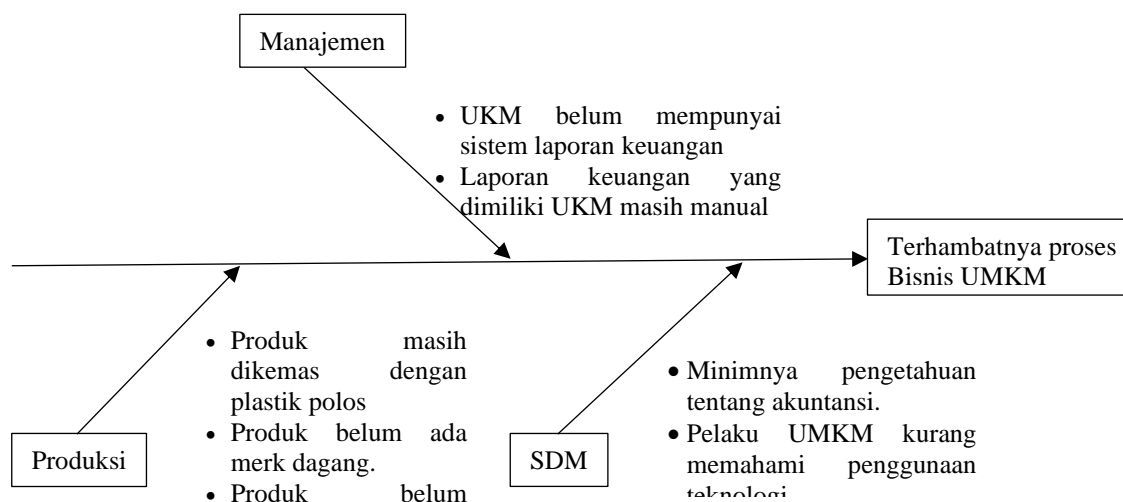 Manajemen
• UKM belum mempunyai
sistem laporan keuangan
• Laporan keuangan yang
dimiliki UKM masih manual
Terhambatnya proses
Bisnis UMKM
• Produk masih
dikemas dengan
plastik polos
• Produk belum ada
merk dagang.
• Produk belum
Produksi
SDM
• Minimnya pengetahuan
tentang akuntansi.
• Pelaku UMKM kurang
memahami penggunaan
teknologi